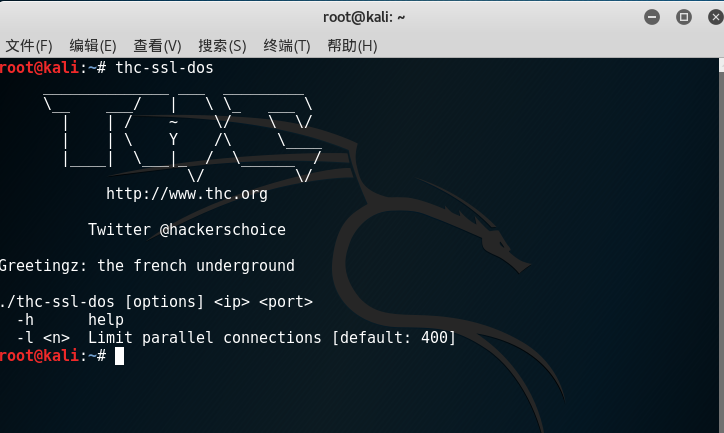 root@kali: ~
文件(F) 编辑(E) 查看(V) 搜索(S) 终端(T) 帮助(H)
root@kali:~# thc-ssl-dos
     ______________ ___  _________
     \__    ___/   |   \ \_   ___ \
       |    | /    ~    \/    \  \/
       |    | \    Y    /\     \____
       |____|  \___|_  /  \______  /
                     \/          \/
            http://www.thc.org
          Twitter @hackerschoice
Greetingz: the french underground
./thc-ssl-dos [options] <ip> <port>
  -h      help
  -l <n>  Limit parallel connections [default: 400]
root@kali:~#